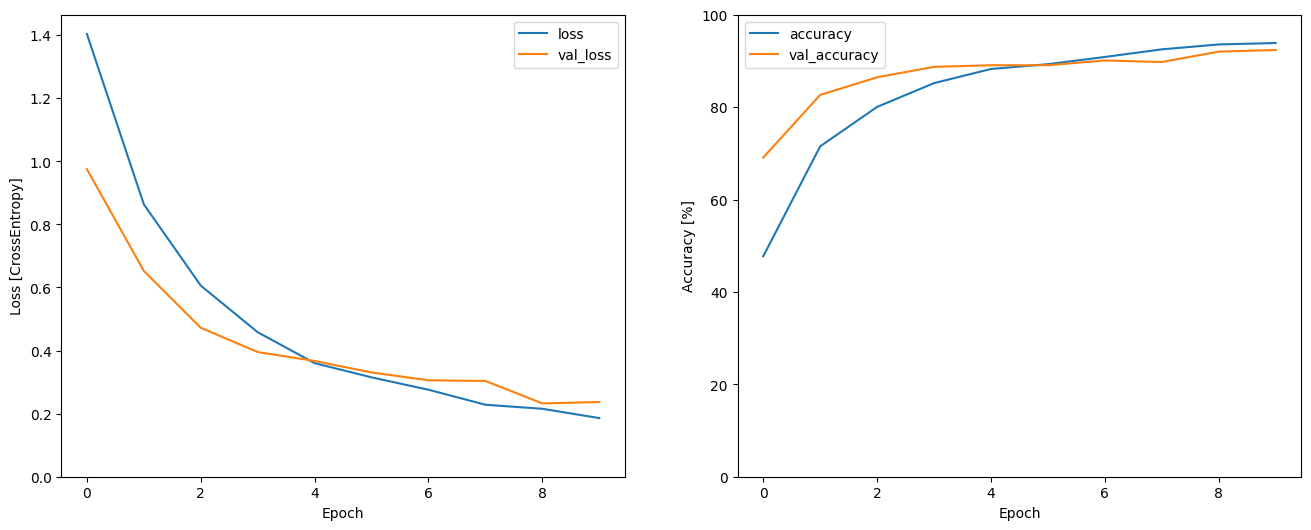 loss
val_loss
1.4
1.2
1.0
0.8
0.6
0.4
0.2
0.0
Loss [CrossEntropy]
0 2 4 6 8
Epoch
accuracy
val_accuracy
100
80
60
40
20
0
Accuracy [%]
0 2 4 6 8
Epoch